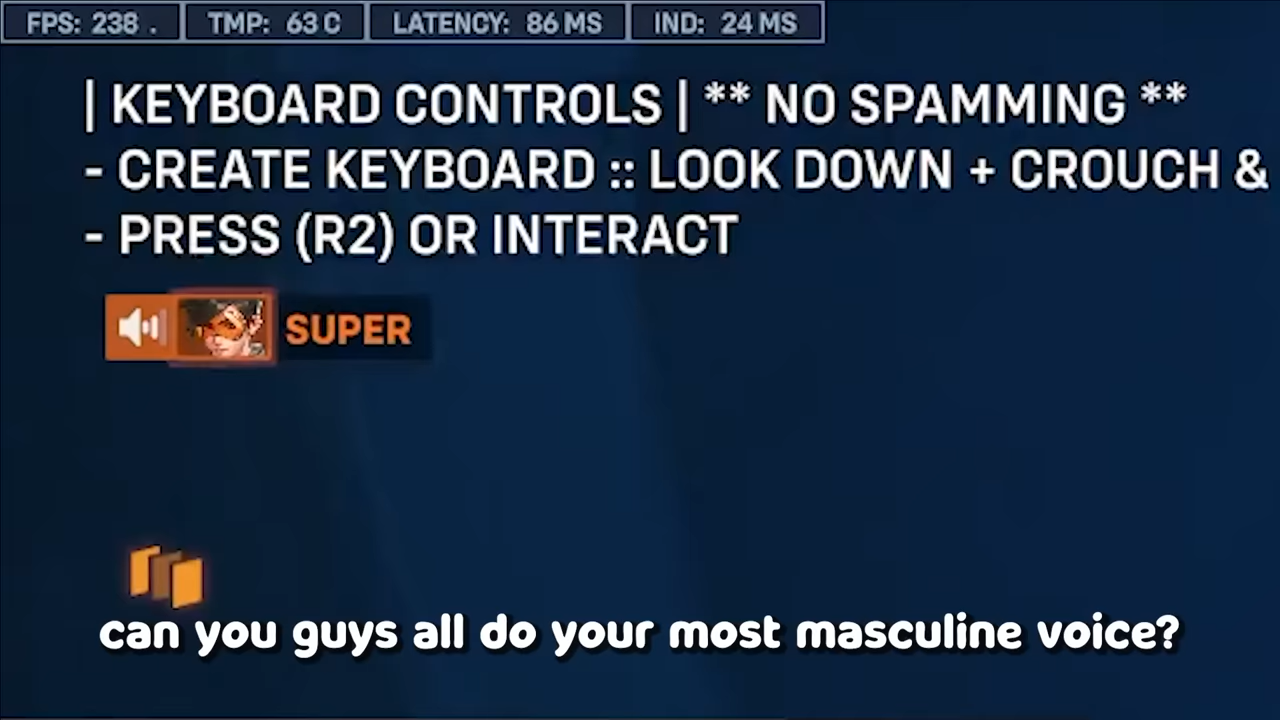 FPS: 238 . TMP: 63 C LATENCY: 86 MS IND: 24 MS
| KEYBOARD CONTROLS | ** NO SPAMMING **
- CREATE KEYBOARD :: LOOK DOWN + CROUCH &
- PRESS (R2) OR INTERACT
SUPER
can you guys all do your most masculine voice?